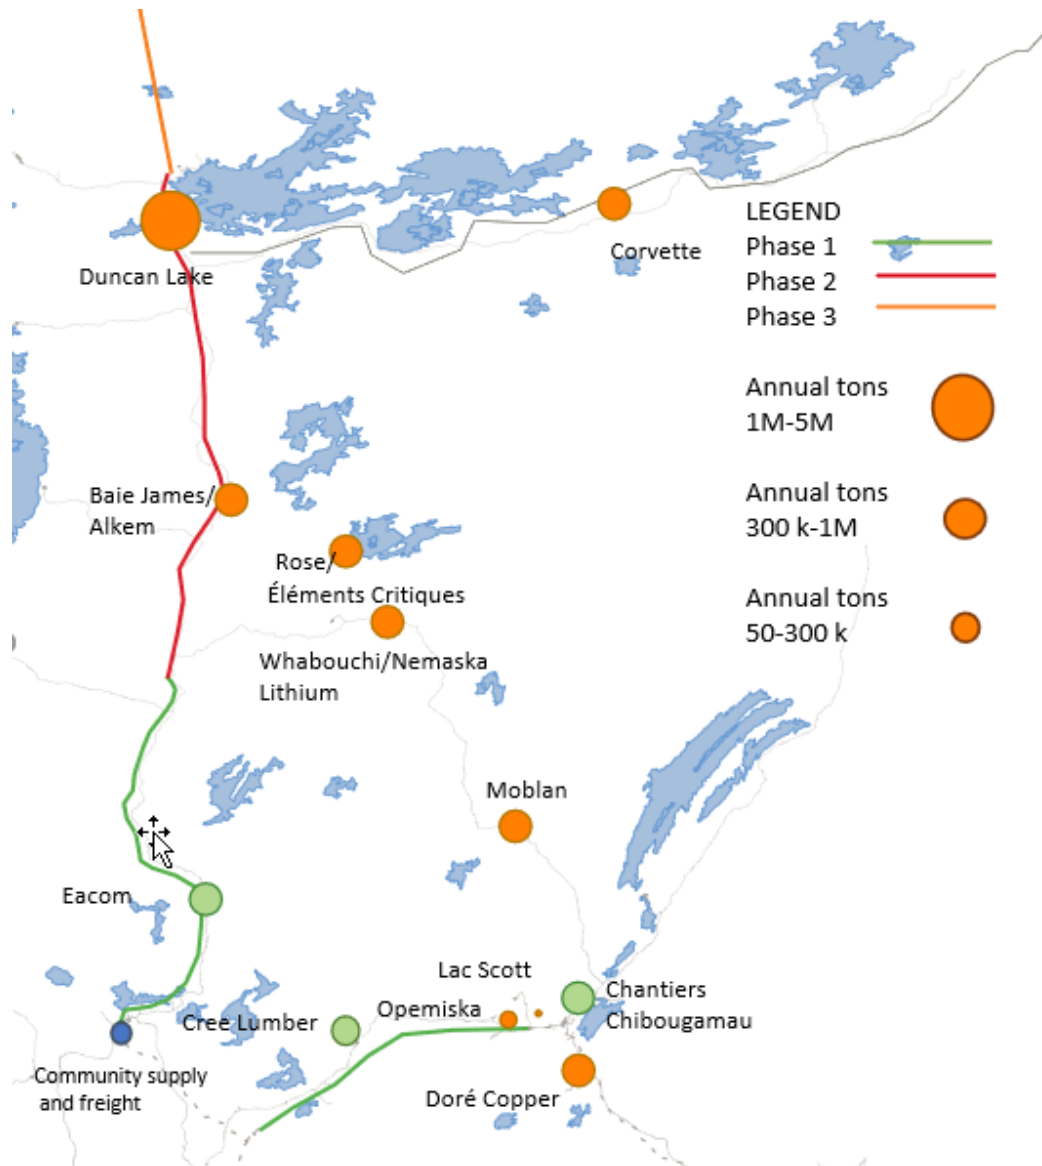 LEGEND
Phase 1
Phase 2
Phase 3
Corvette
Duncan Lake
Annual tons
1M-5M
Baie James/
Alkem
Annual tons
300 k-1M
Rose/
Éléments Critiques
Annual tons
50-300 k
Whabouchi/Nemaska
Lithium
Moblan
Eacom
Lac Scott
Chantiers
Chibougamau
Opemiska
Cree Lumber
Community supply
and freight
Doré Copper